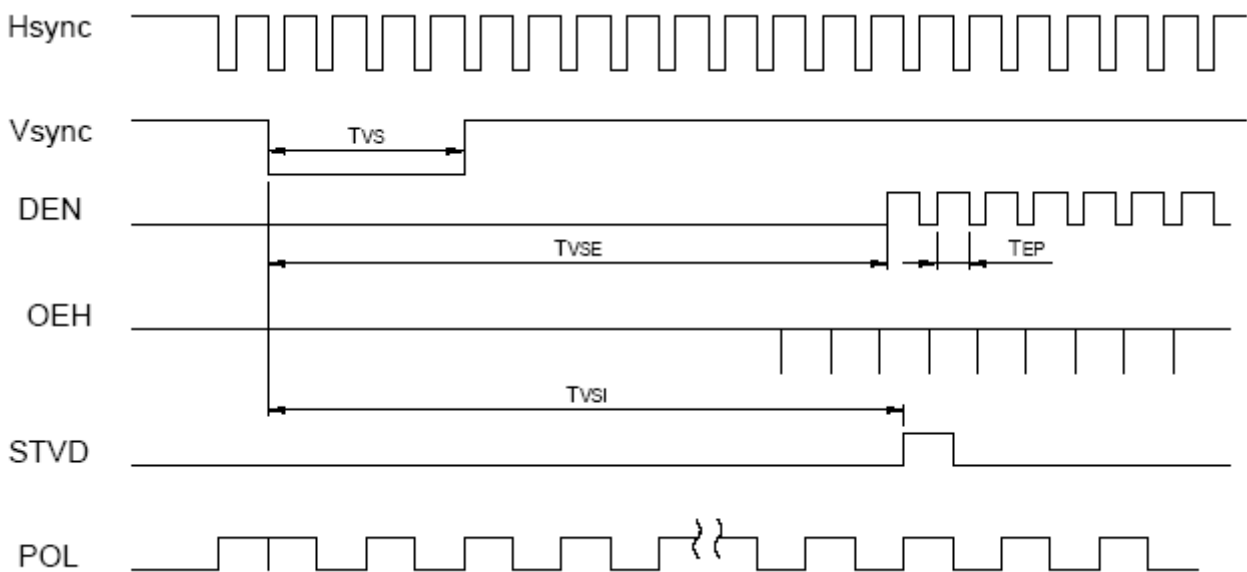 Hsync
Vsync
TVS
DEN
TVSE
TEP
OEH
TVSI
STVD
POL